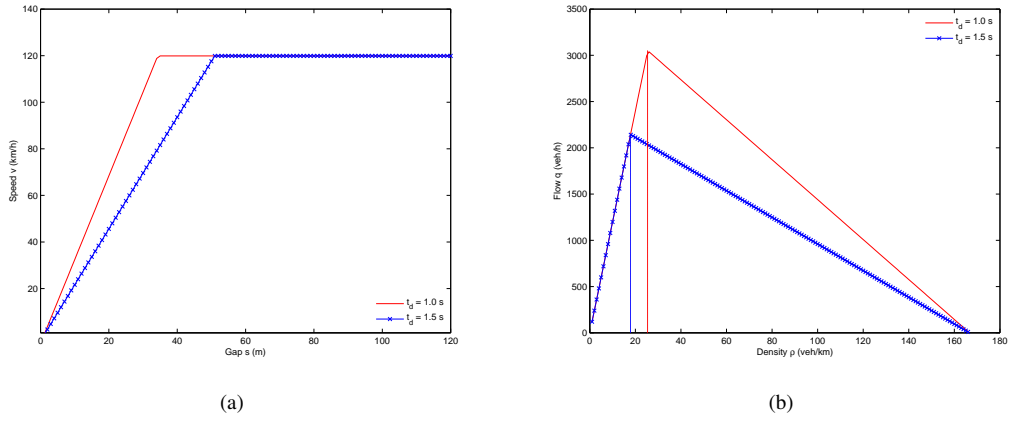 140
120
100
80
60
40
20
Speed v (km/h)
0 20 40 60 80 100 120
Gap s (m)
t_d = 1.0 s
t_d = 1.5 s
(a)
3500
3000
2500
2000
1500
1000
500
0
Flow q (veh/h)
0 20 40 60 80 100 120 140 160 180
Density ρ (veh/km)
t_d = 1.0 s
t_d = 1.5 s
(b)